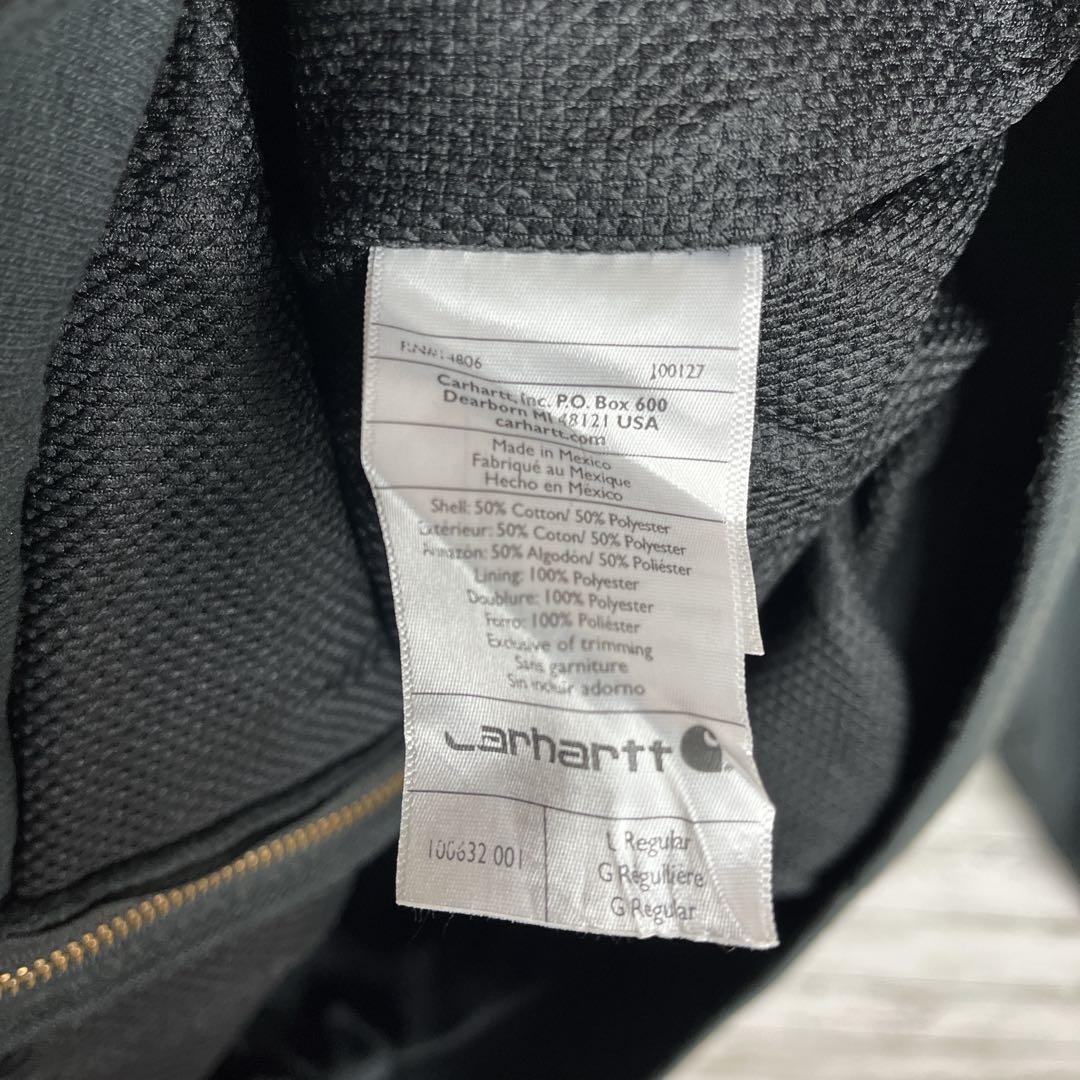 RN#14806 100127
Carhartt, Inc. P.O. Box 600
Dearborn MI 48121 USA
carhartt.com
Made in Mexico
Fabriqué au Mexique
Hecho en México
Shell: 50% Cotton/ 50% Polyester
Extérieur: 50% Coton/ 50% Polyester
Armazón: 50% Algodón/ 50% Poliéster
Lining: 100% Polyester
Doublure: 100% Polyester
Forro: 100% Poliéster
Exclusive of trimming
Sans garniture
Sin incluir adorno
carhartt
100632 001
L Regular
G Regullière
G Regular